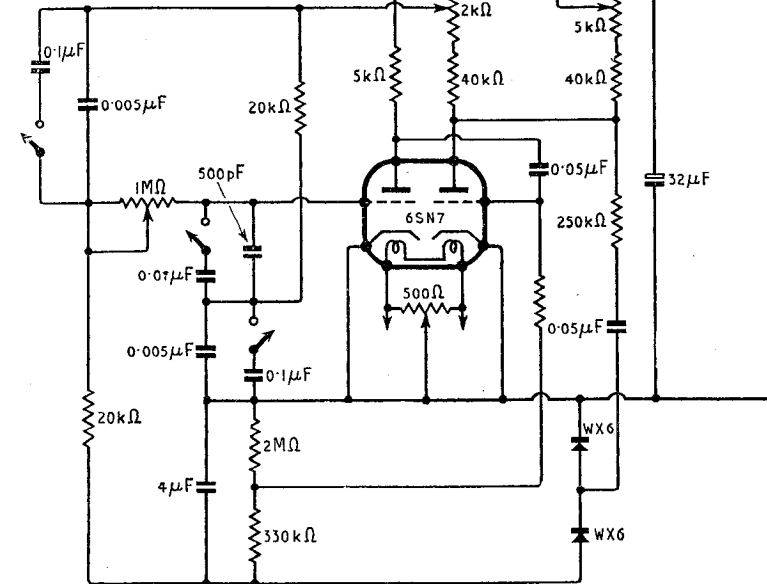 2kΩ
5kΩ
0·1μF
5kΩ
40kΩ
40kΩ
0·005μF
20kΩ
500pF
0·05μF
32μF
1MΩ
6SN7
250kΩ
0·01μF
500Ω
0·05μF
0·005μF
0·1μF
20kΩ
WX6
2MΩ
4μF
330kΩ
WX6